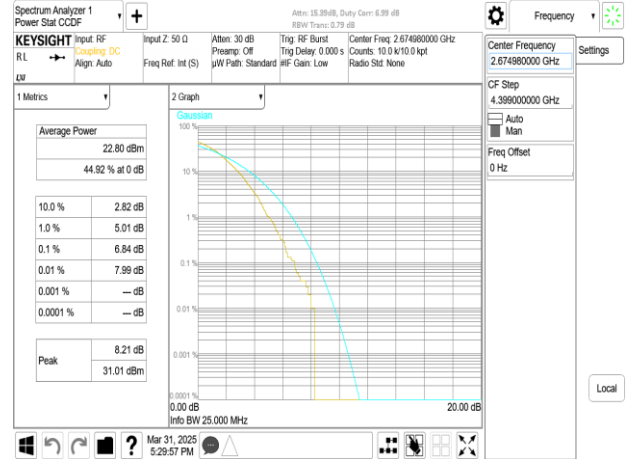 Spectrum Analyzer 1
Power Stat CCDF
Attn: 15.39dB, Duty Corr: 6.99 dB
RBW Trans: 0.79 dB
Frequency
Settings
KEYSIGHT
RL
Input: RF
Coupling: DC
Align: Auto
Input Z: 50 Ω
Freq Ref: Int (S)
Atten: 30 dB
Preamp: Off
µW Path: Standard
Trig: RF Burst
Trig Delay: 0.000 s
#IF Gain: Low
Center Freq: 2.674980000 GHz
Counts: 10.0 k/10.0 kpt
Radio Std: None
Center Frequency
2.674980000 GHz
CF Step
4.399000000 GHz
Auto
Man
Freq Offset
0 Hz
Local
1 Metrics
Average Power
22.80 dBm
44.92 % at 0 dB
10.0 % 2.82 dB
1.0 % 5.01 dB
0.1 % 6.84 dB
0.01 % 7.99 dB
0.001 % --- dB
0.0001 % --- dB
Peak
8.21 dB
31.01 dBm
2 Graph
Gaussian
100 %
10 %
1 %
0.1 %
0.01 %
0.001 %
0.0001 %
0.00 dB
20.00 dB
Info BW 25.000 MHz
?
Mar 31, 2025
5:29:57 PM